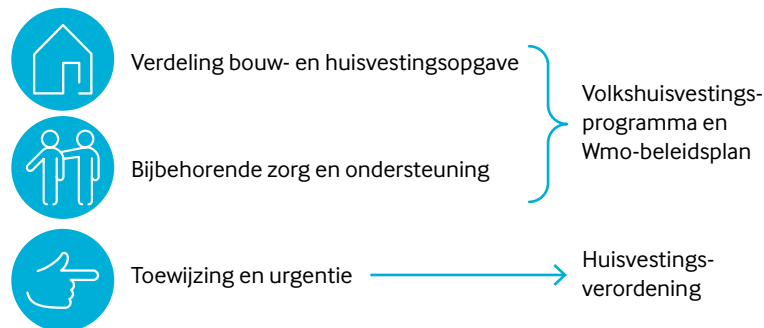 Verdeling bouw- en huisvestingsopgave
Bijbehorende zorg en ondersteuning
Volkshuisvestings-
programma en
Wmo-beleidsplan
Toewijzing en urgentie
Huisvestings-
verordening